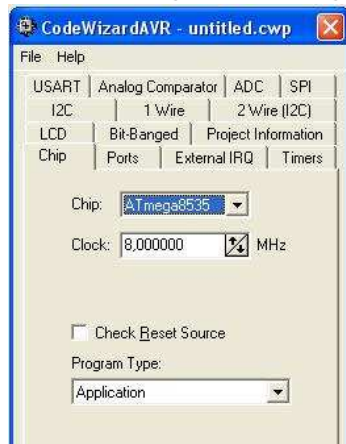 CodeWizardAVR - untitled.cwp
File Help
USART Analog Comparator ADC SPI
I2C 1 Wire 2 Wire (I2C)
LCD Bit-Banged Project Information
Chip Ports External IRQ Timers
Chip: ATmega8535
Clock: 8,000000 MHz
Check Reset Source
Program Type:
Application